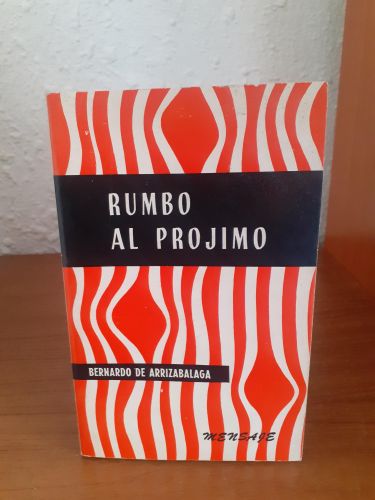 RUMBO
AL PROJIMO
BERNARDO DE ARRIZABALAGA
MENSAJE